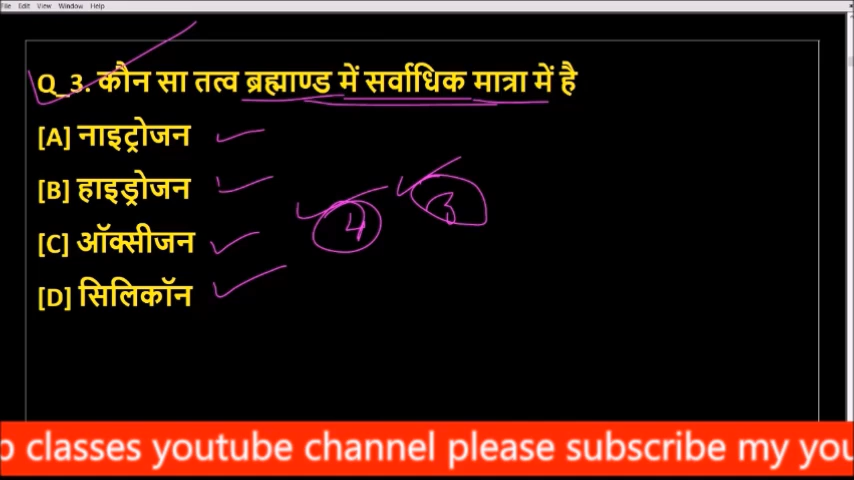 File Edit View Window Help
Q_3. कौन सा तत्व ब्रह्माण्ड में सर्वाधिक मात्रा में है
[A] नाइट्रोजन
[B] हाइड्रोजन
4 3
[C] ऑक्सीजन
[D] सिलिकॉन
classes youtube channel please subscribe my you